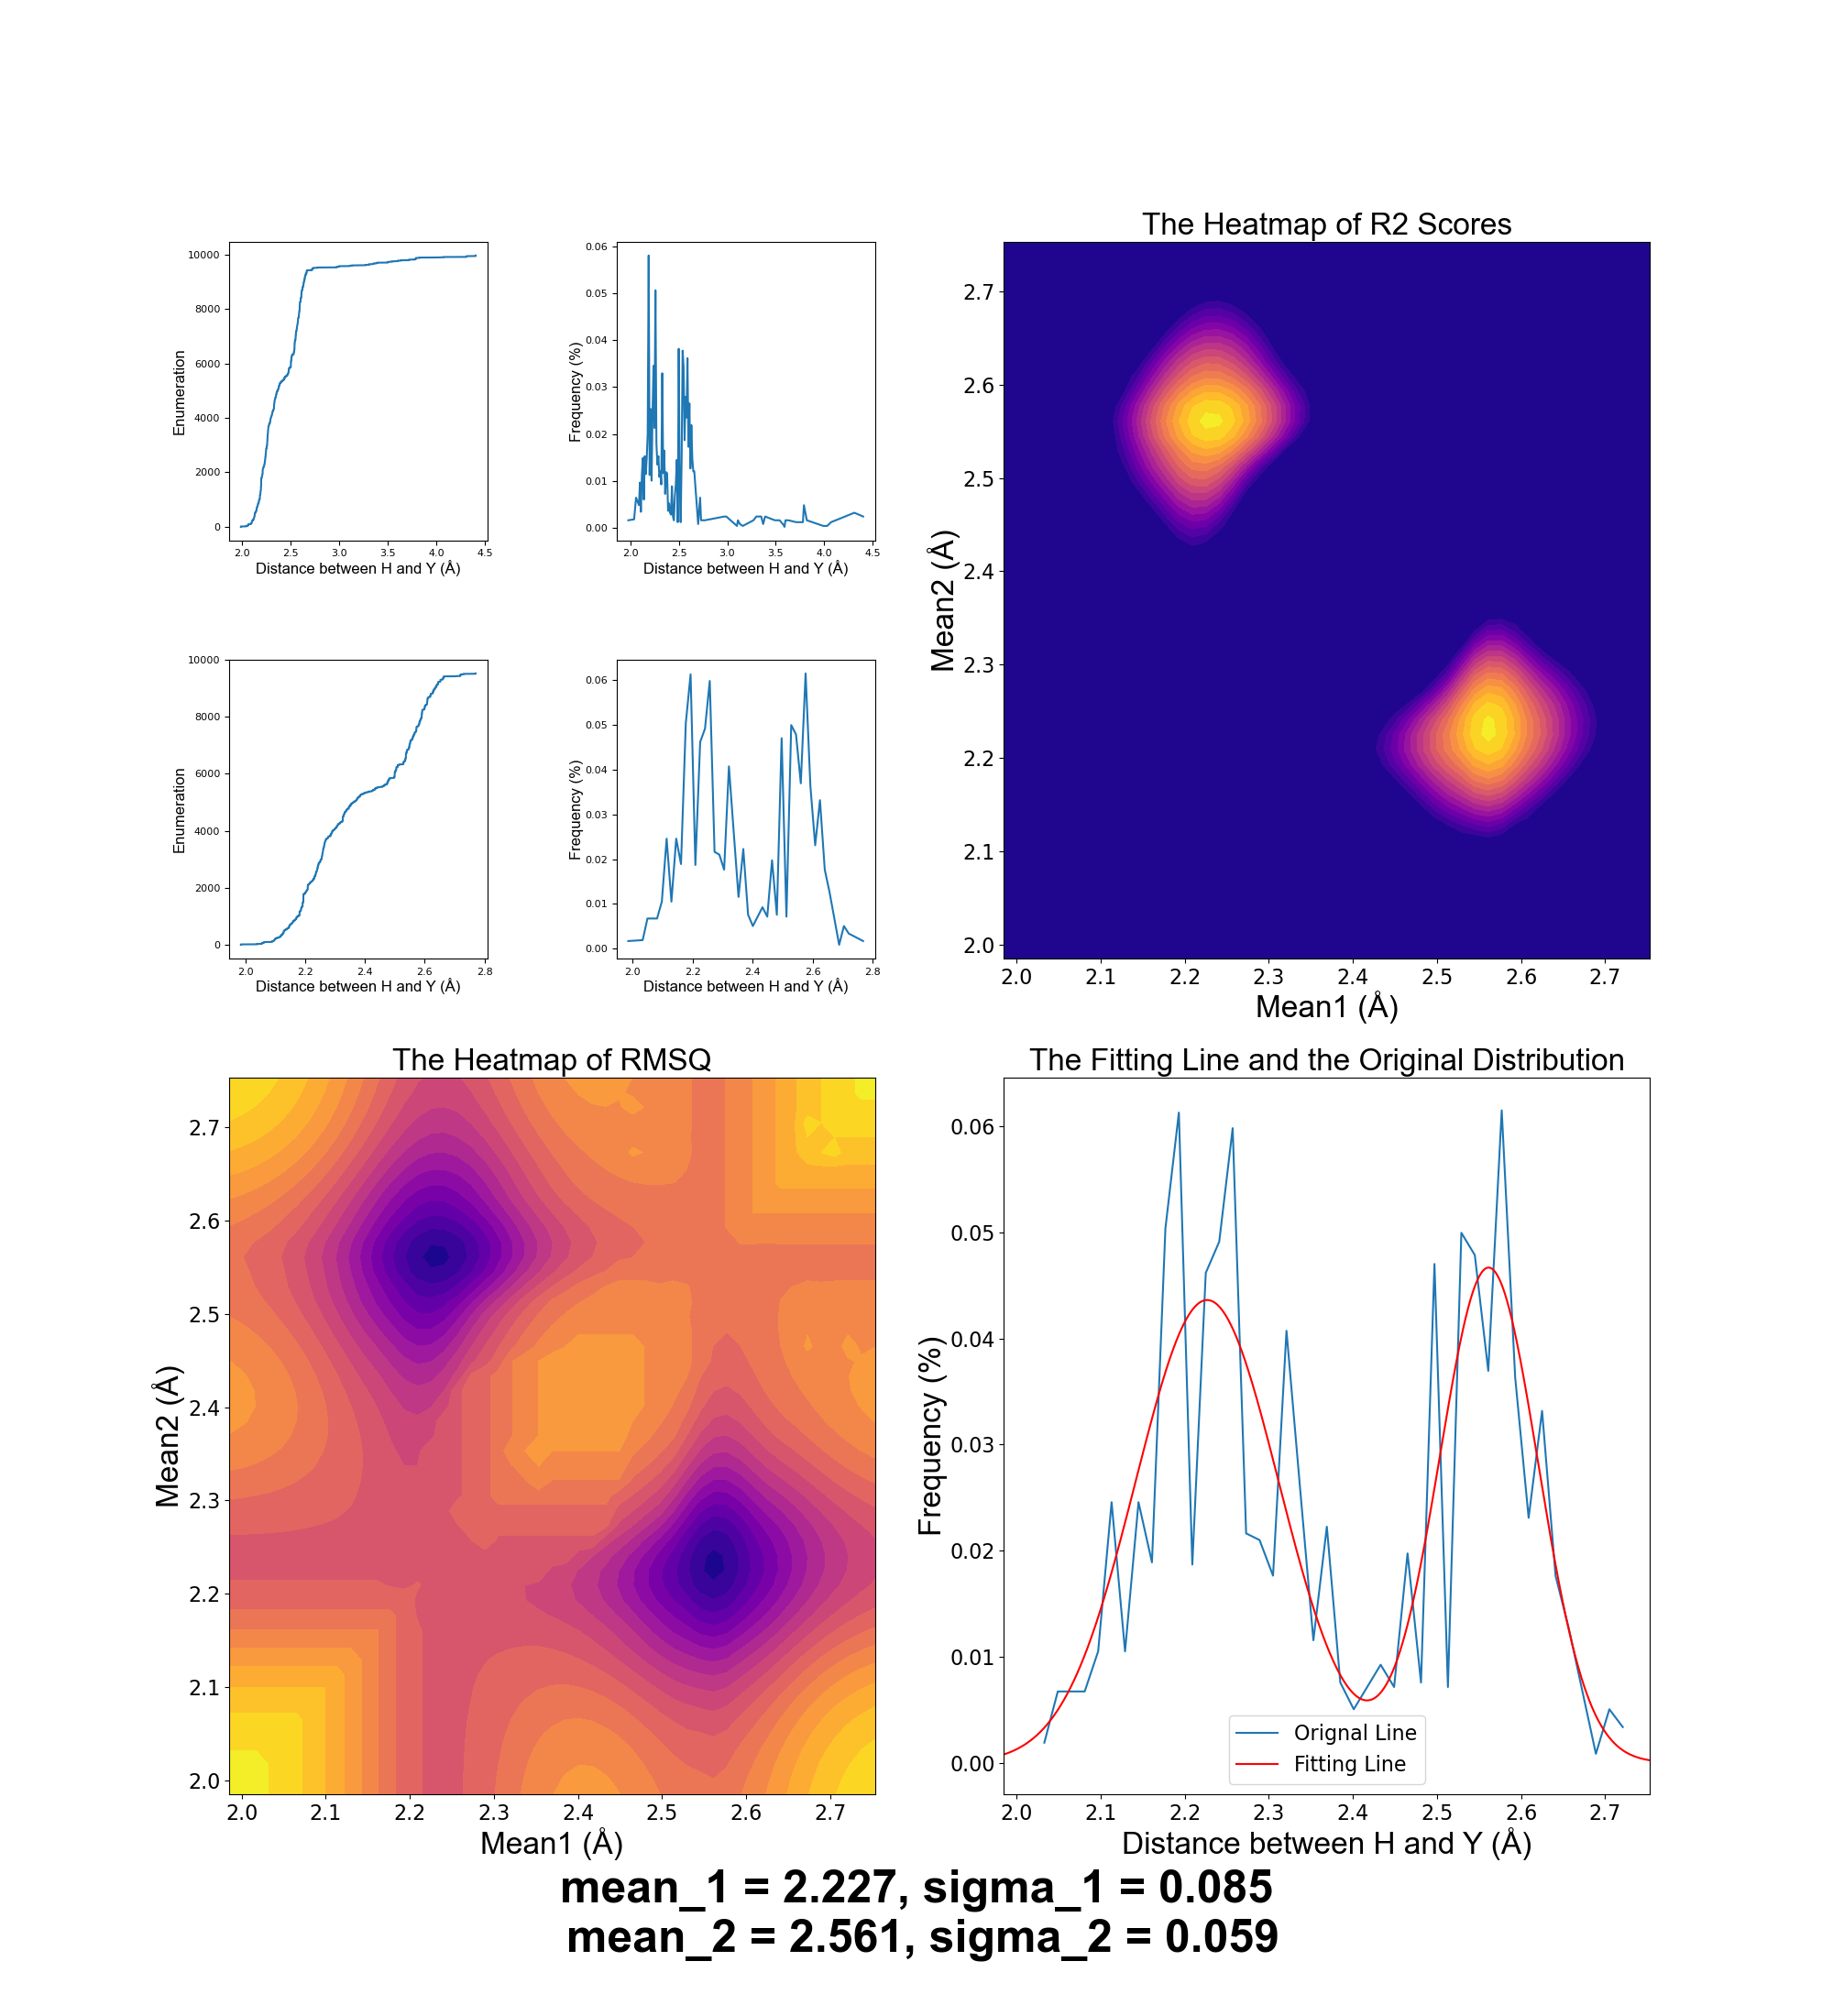 10000
8000
6000
4000
2000
0
Enumeration
2.0 2.5 3.0 3.5 4.0 4.5
Distance between H and Y (Å)
0.06
0.05
0.04
0.03
0.02
0.01
0.00
Frequency (%)
2.0 2.5 3.0 3.5 4.0 4.5
Distance between H and Y (Å)
10000
8000
6000
4000
2000
0
Enumeration
2.0 2.2 2.4 2.6 2.8
Distance between H and Y (Å)
0.06
0.05
0.04
0.03
0.02
0.01
0.00
Frequency (%)
2.0 2.2 2.4 2.6 2.8
Distance between H and Y (Å)
The Heatmap of R2 Scores
2.7
2.6
2.5
2.4
2.3
2.2
2.1
2.0
Mean2 (Å)
2.0 2.1 2.2 2.3 2.4 2.5 2.6 2.7
Mean1 (Å)
The Heatmap of RMSQ
2.7
2.6
2.5
2.4
2.3
2.2
2.1
2.0
Mean2 (Å)
2.0 2.1 2.2 2.3 2.4 2.5 2.6 2.7
Mean1 (Å)
The Fitting Line and the Original Distribution
0.06
0.05
0.04
0.03
0.02
0.01
0.00
Frequency (%)
Orignal Line
Fitting Line
2.0 2.1 2.2 2.3 2.4 2.5 2.6 2.7
Distance between H and Y (Å)
mean_1 = 2.227, sigma_1 = 0.085
mean_2 = 2.561, sigma_2 = 0.059